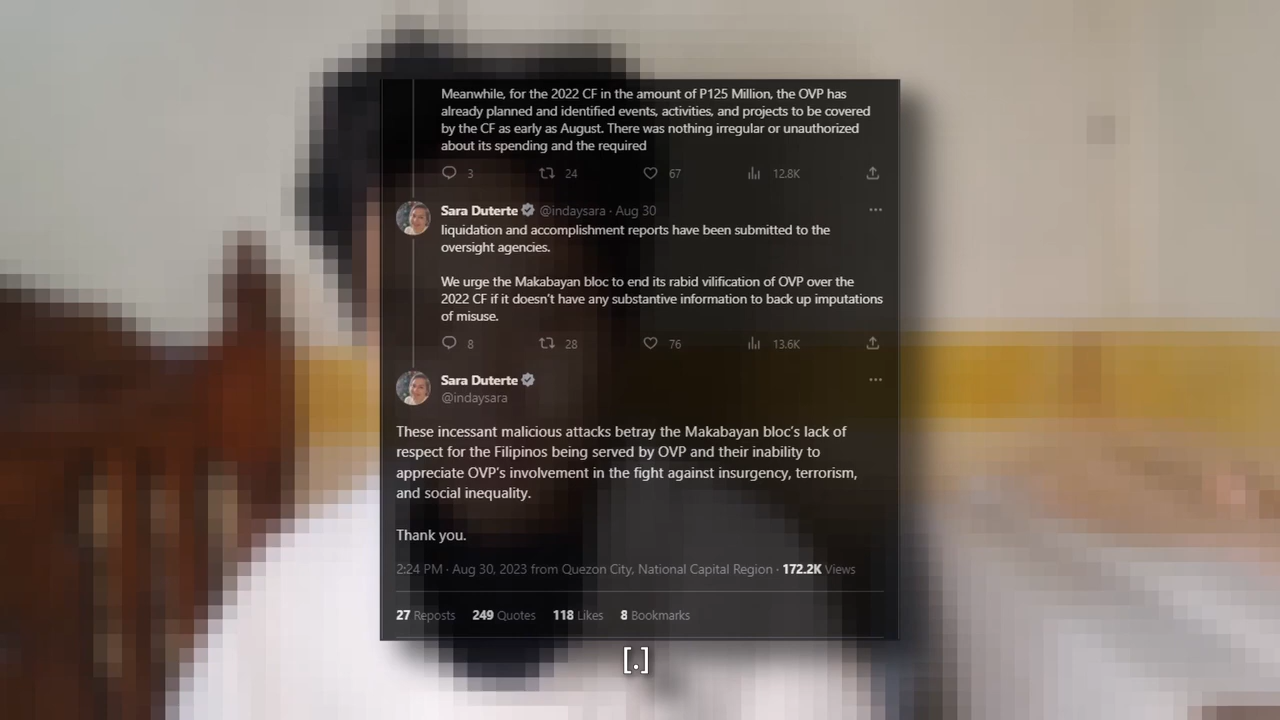 Meanwhile, for the 2022 CF in the amount of P125 Million, the OVP has
already planned and identified events, activities, and projects to be covered
by the CF as early as August. There was nothing irregular or unauthorized
about its spending and the required
3 24 67 12.8K
Sara Duterte @indaysara · Aug 30
liquidation and accomplishment reports have been submitted to the
oversight agencies.
We urge the Makabayan bloc to end its rabid vilification of OVP over the
2022 CF if it doesn't have any substantive information to back up imputations
of misuse.
8 28 76 13.6K
Sara Duterte
@indaysara
These incessant malicious attacks betray the Makabayan bloc's lack of
respect for the Filipinos being served by OVP and their inability to
appreciate OVP's involvement in the fight against insurgency, terrorism,
and social inequality.
Thank you.
2:24 PM · Aug 30, 2023 from Quezon City, National Capital Region · 172.2K Views
27 Reposts 249 Quotes 118 Likes 8 Bookmarks
[.]